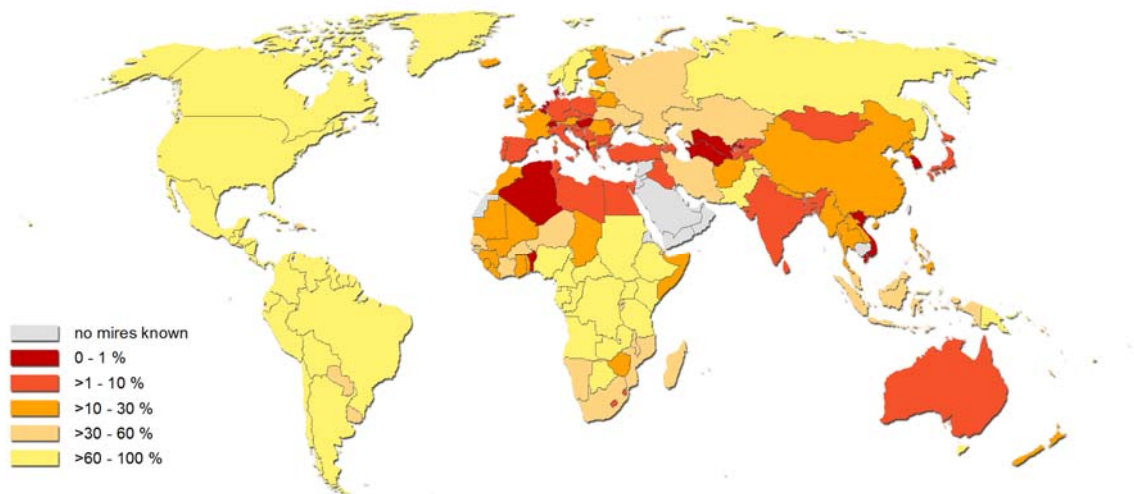 no mires known
0 - 1 %
>1 - 10 %
>10 - 30 %
>30 - 60 %
>60 - 100 %